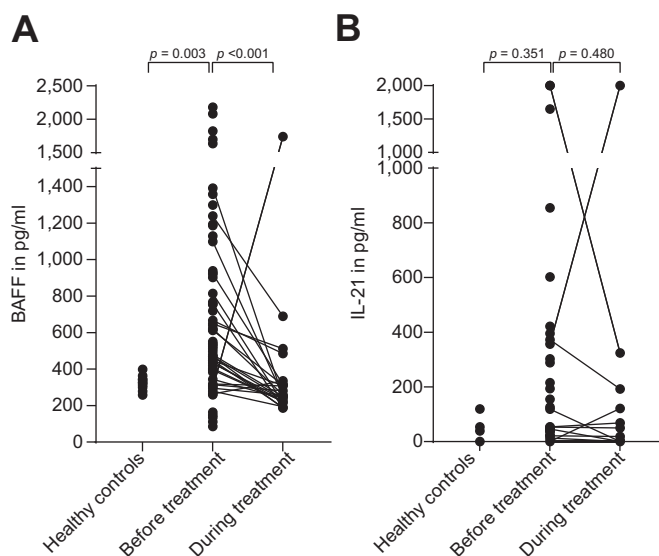 A
p = 0.003
p <0.001
2,500
2,000
1,500
1,400
1,200
1,000
800
600
400
200
0
BAFF in pg/ml
Healthy controls
Before treatment
During treatment
B
p = 0.351
p = 0.480
2,000
1,500
1,000
1,000
800
600
400
200
0
IL-21 in pg/ml
Healthy controls
Before treatment
During treatment